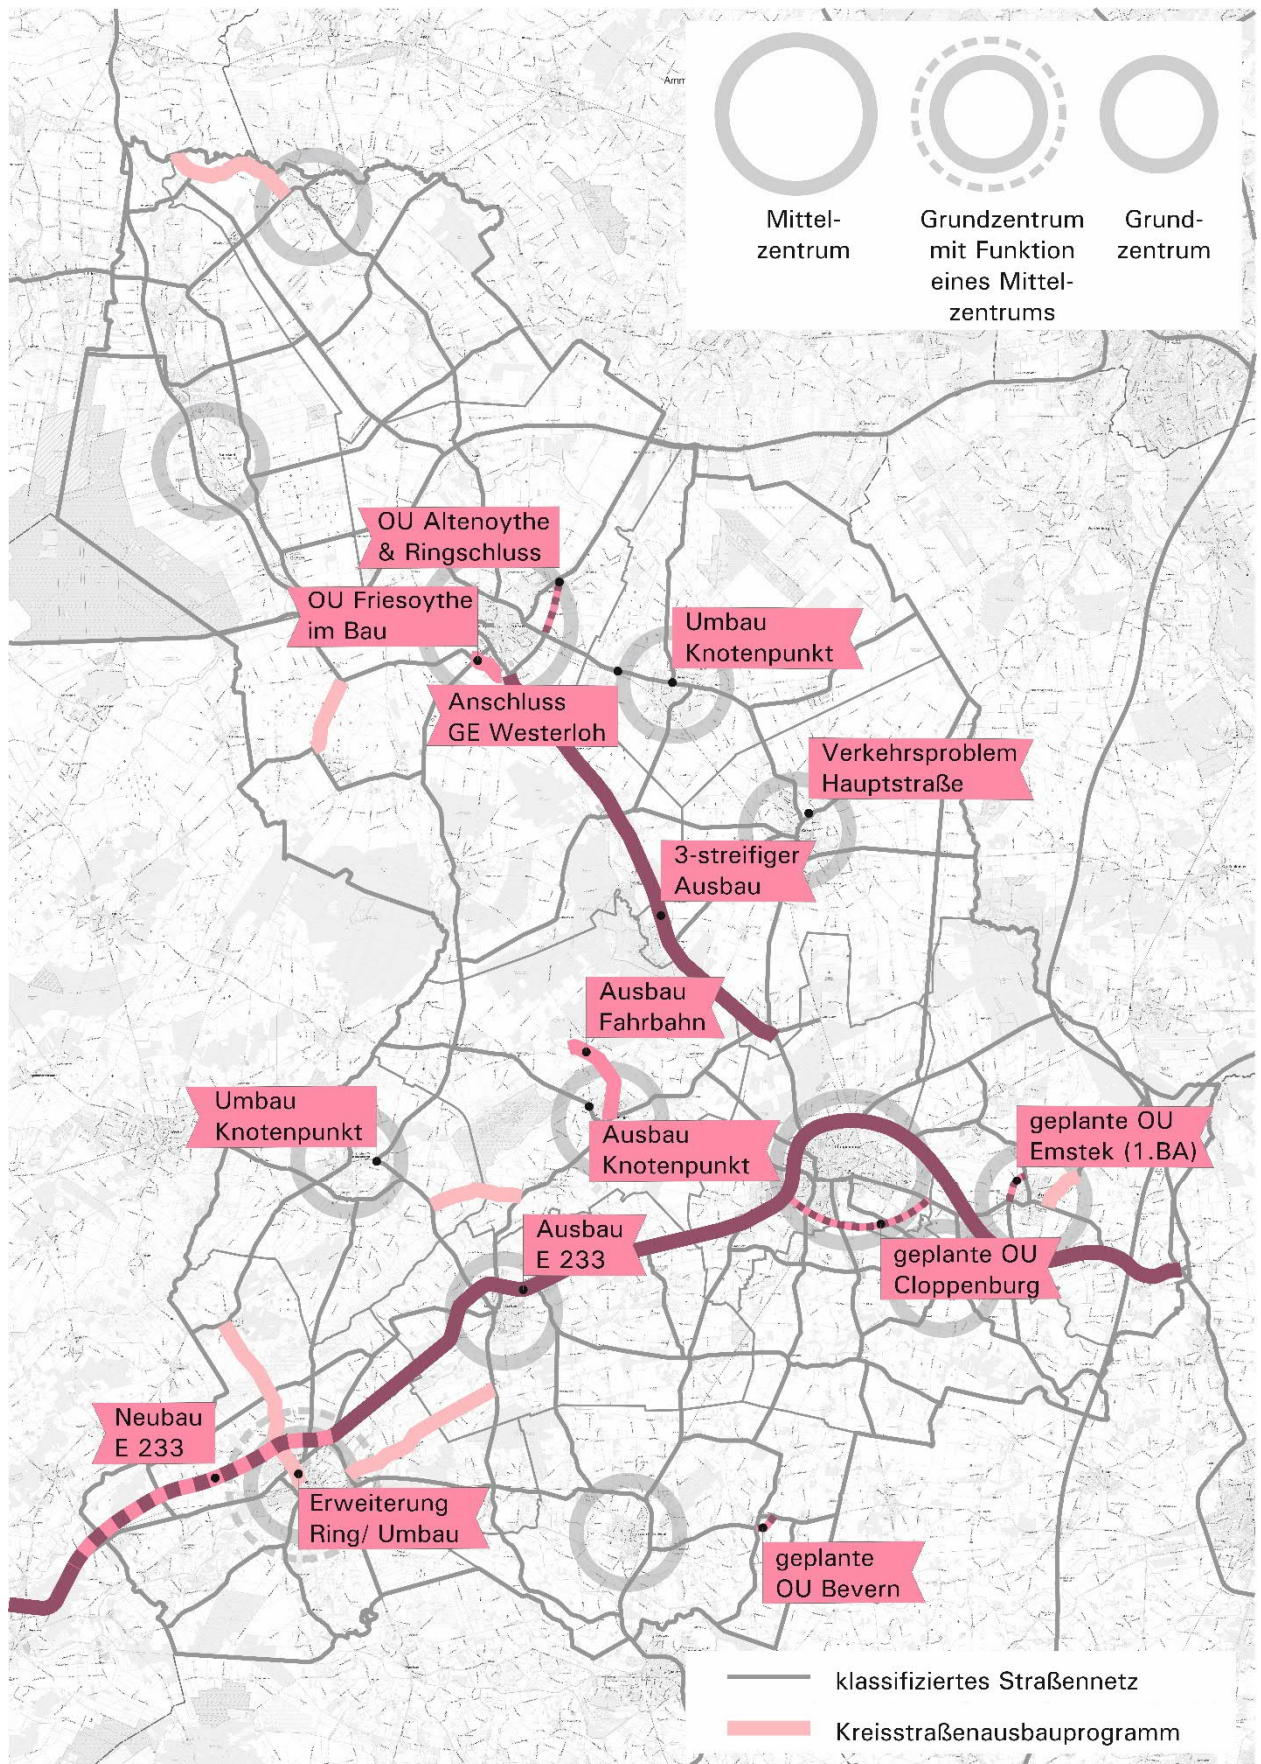 Mittel-
zentrum
Grundzentrum
mit Funktion
eines Mittel-
zentrums
Grund-
zentrum
OU Altenoythe
& Ringschluss
OU Friesoythe
im Bau
Umbau
Knotenpunkt
Anschluss
GE Westerloh
Verkehrsproblem
Hauptstraße
3-streifiger
Ausbau
Ausbau
Fahrbahn
Umbau
Knotenpunkt
Ausbau
Knotenpunkt
geplante OU
Emstek (1.BA)
Ausbau
E 233
geplante OU
Cloppenburg
Neubau
E 233
Erweiterung
Ring/ Umbau
geplante
OU Bevern
klassifiziertes Straßennetz
Kreisstraßenausbauprogramm